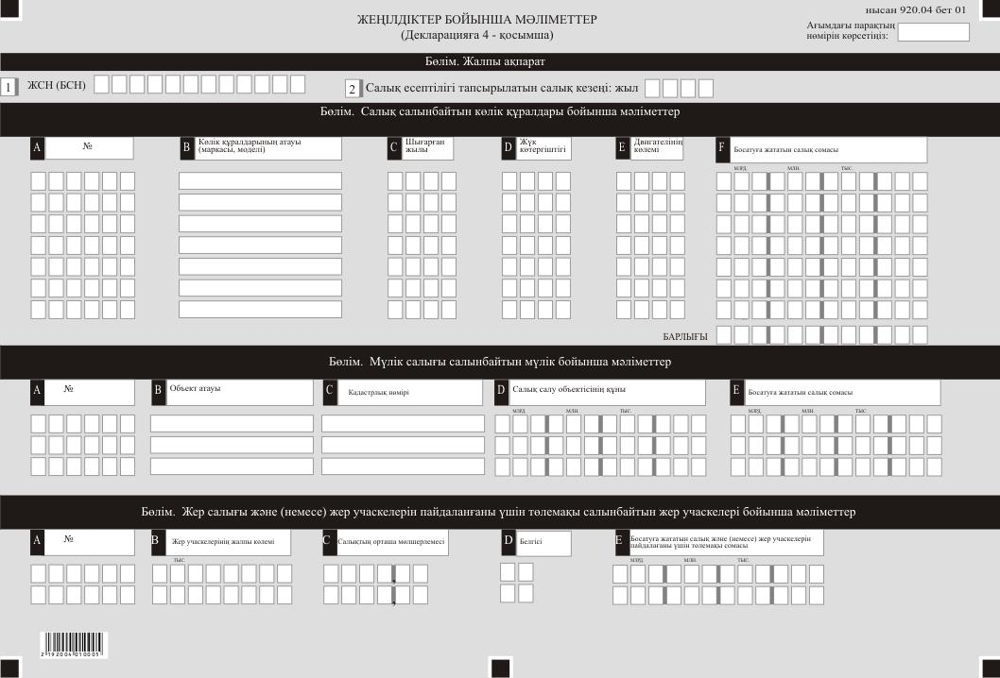 нысан 920.04 бет 01
ЖЕҢІЛДІКТЕР БОЙЫНША МӘЛІМЕТТЕР
(Декларацияға 4 - қосымша)
Ағымдағы парақтың
нөмірін көрсетіңіз:
Бөлім. Жалпы ақпарат
1 ЖСН (БСН)
2 Салық есептілігі тапсырылатын салық кезеңі: жыл
Бөлім. Салық салынбайтын көлік құралдары бойынша мәліметтер
A №
B Көлік құралдарының атауы
(маркасы, моделі)
C Шығарған
жылы
D Жүк
көтергіштігі
E Двигателінің
көлемі
F Босатуға жататын салық сомасы
МЛРД. МЛН. ТЫС.
БАРЛЫҒЫ
Бөлім. Мүлік салығы салынбайтын мүлік бойынша мәліметтер
A №
B Объект атауы
C Кадастрлық нөмірі
D Салық салу объектісінің құны
E Босатуға жататын салық сомасы
МЛРД. МЛН. ТЫС. МЛРД. МЛН. ТЫС.
Бөлім. Жер салығы және (немесе) жер учаскелерін пайдаланғаны үшін төлемақы салынбайтын жер учаскелері бойынша мәліметтер
A №
B Жер учаскелерінің жалпы көлемі
C Салықтың орташа мөлшерлемесі
D Белгісі
E Босатуға жататын салық және (немесе) жер учаскелерін
пайдаланғаны үшін төлемақы сомасы
ТЫС. МЛРД. МЛН. ТЫС.
,
,
2 192004 010005